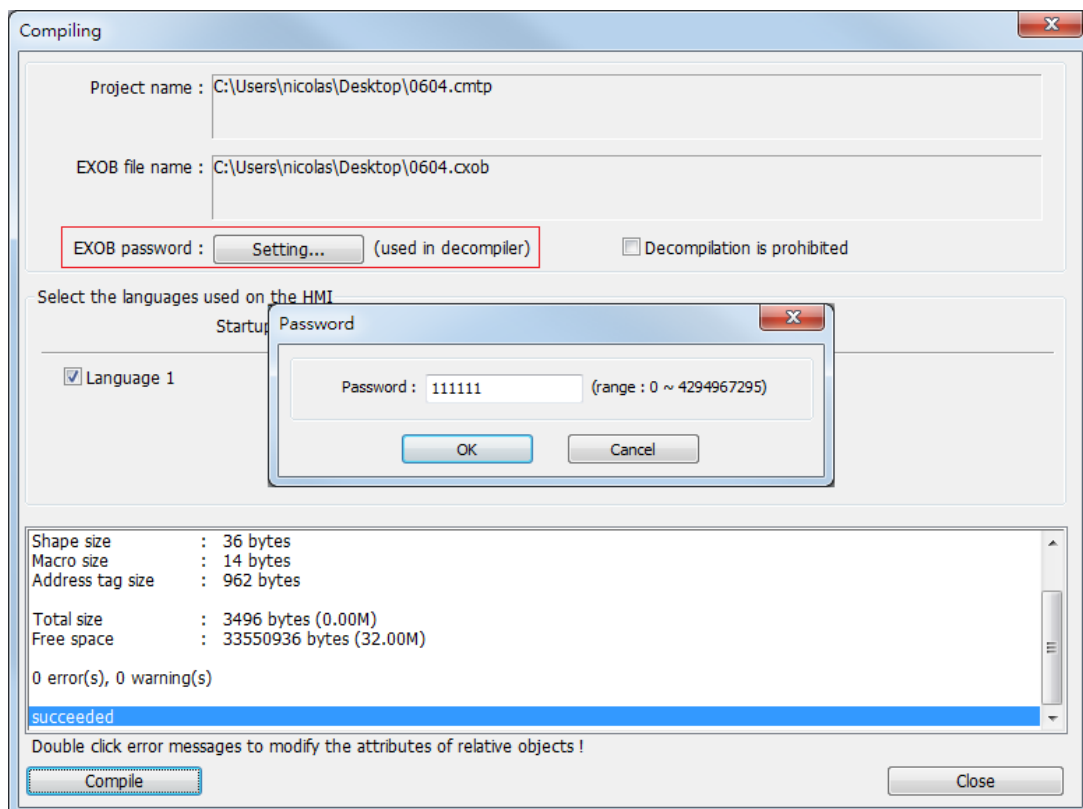 Compiling
Project name : C:\Users\nicolas\Desktop\0604.cmtp
EXOB file name : C:\Users\nicolas\Desktop\0604.cxob
EXOB password : Setting... (used in decompiler) Decompilation is prohibited
Select the languages used on the HMI
Startup
Password
Language 1
Password : 111111 (range : 0 ~ 4294967295)
OK Cancel
Shape size : 36 bytes
Macro size : 14 bytes
Address tag size : 962 bytes
Total size : 3496 bytes (0.00M)
Free space : 33550936 bytes (32.00M)
0 error(s), 0 warning(s)
succeeded
Double click error messages to modify the attributes of relative objects !
Compile Close